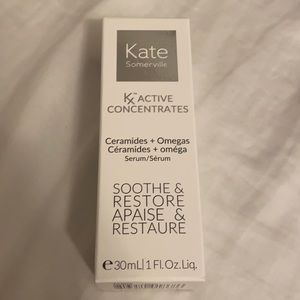 Kate
Somerville
Kx™ ACTIVE
CONCENTRATES
Ceramides + Omegas
Céramides + oméga
Serum/Sérum
SOOTHE &
RESTORE
APAISE &
RESTAURE
℮30mL|1 Fl.Oz.Liq.